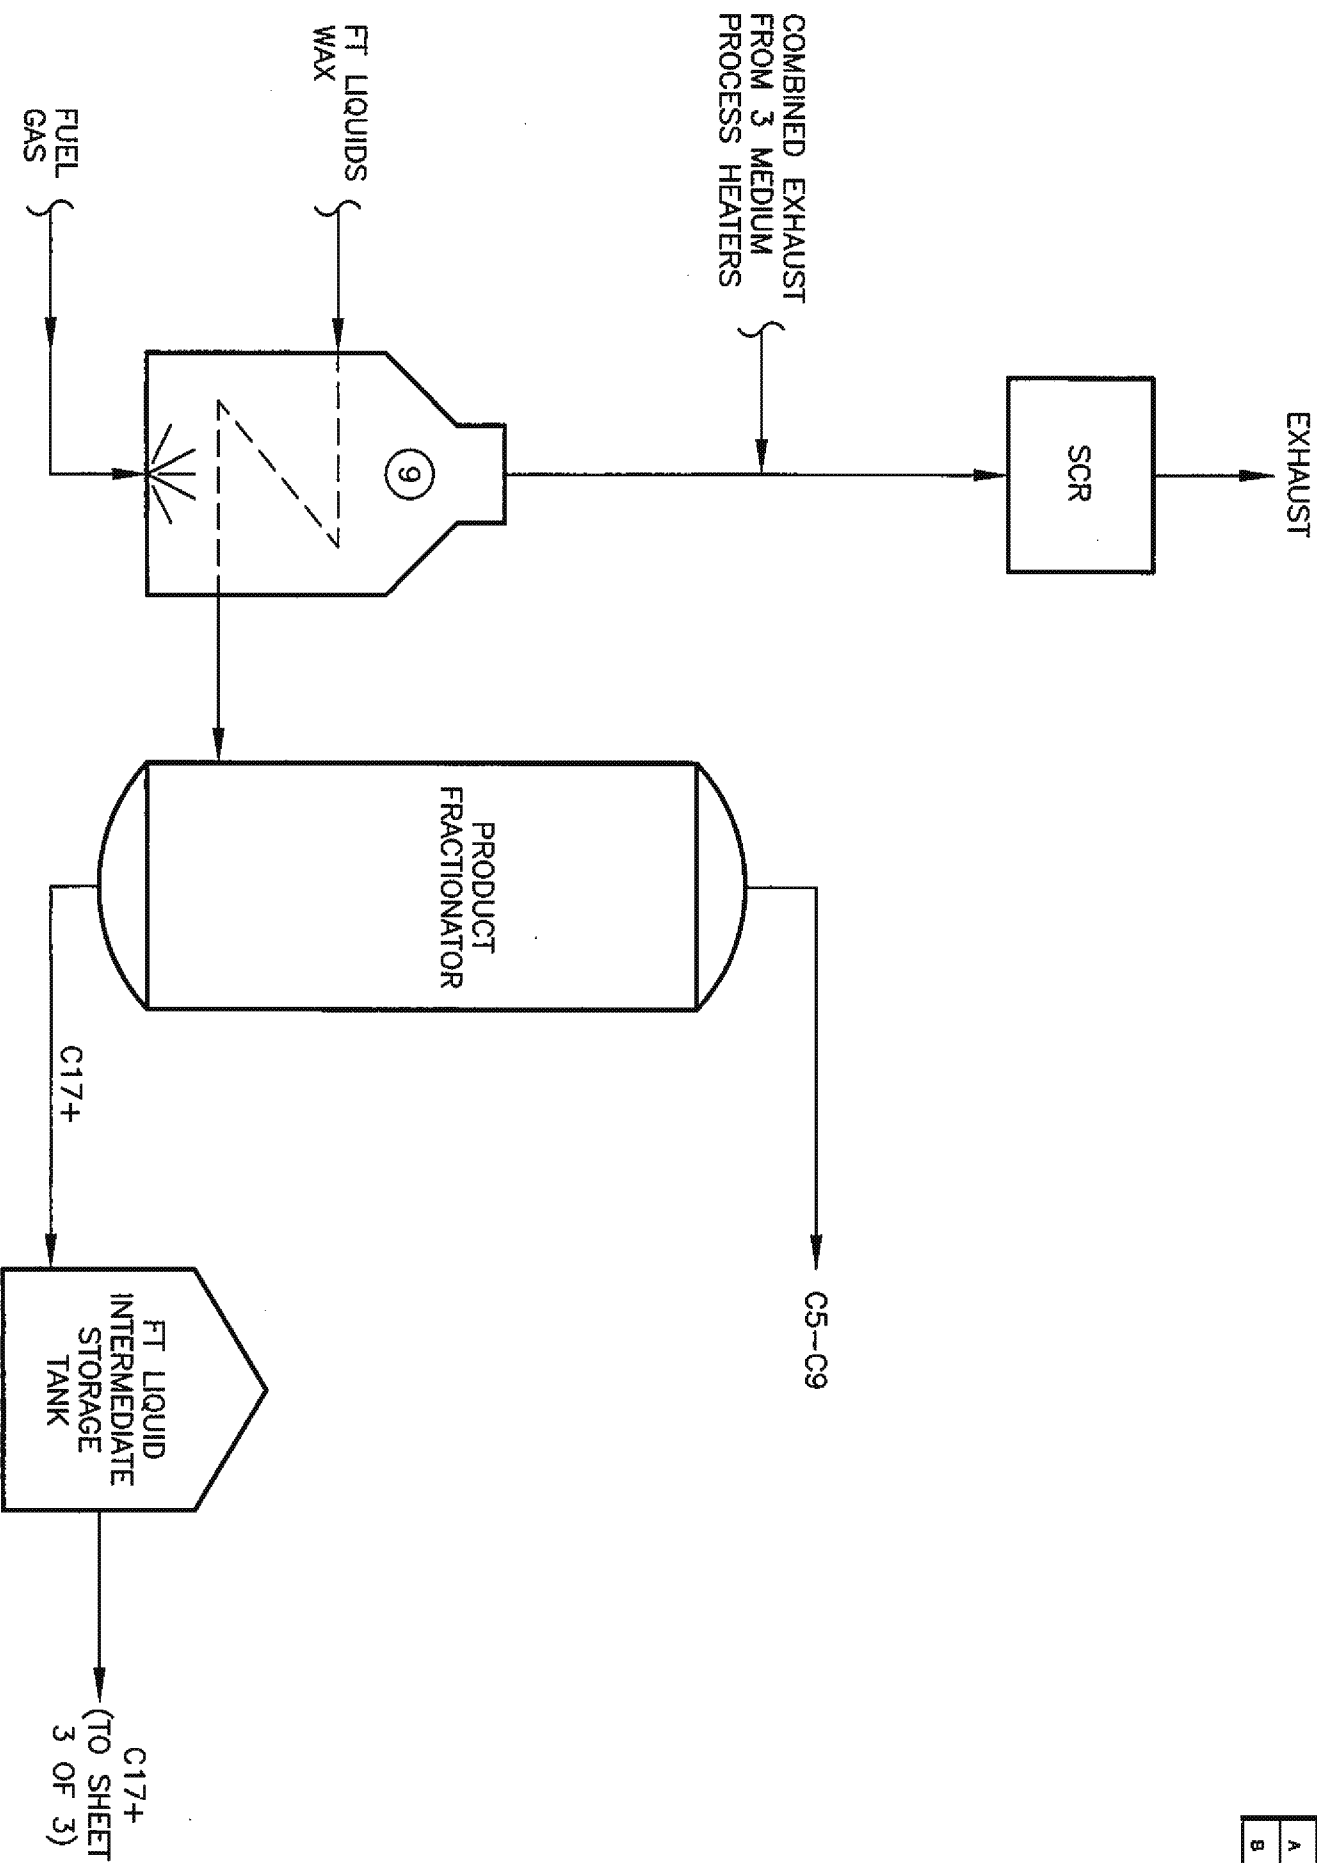 EXHAUST
SCR
COMBINED EXHAUST
FROM 3 MEDIUM
PROCESS HEATERS
C5-C9
9
PRODUCT
FRACTIONATOR
FT LIQUIDS
WAX
FUEL
GAS
C17+
FT LIQUID
INTERMEDIATE
STORAGE
TANK
C17+
(TO SHEET
3 OF 3)
A
B